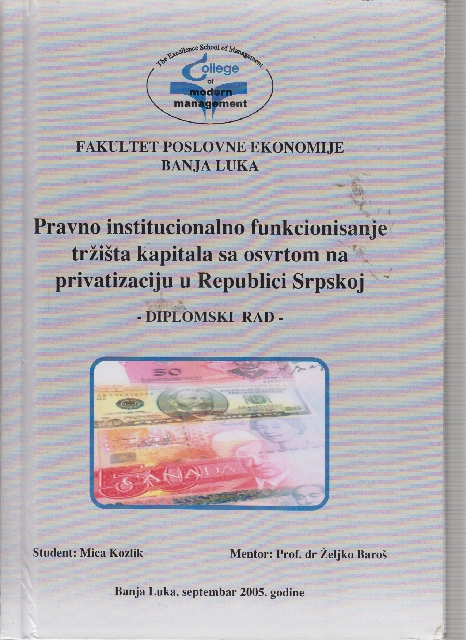 The Excellence School of Management
College
of
modern
management
FAKULTET POSLOVNE EKONOMIJE
BANJA LUKA
Pravno institucionalno funkcionisanje
tržišta kapitala sa osvrtom na
privatizaciju u Republici Srpskoj
- DIPLOMSKI RAD -
50
CANADA
Student: Mica Kozlik
Mentor: Prof. dr Željko Baroš
Banja Luka, septembar 2005. godine